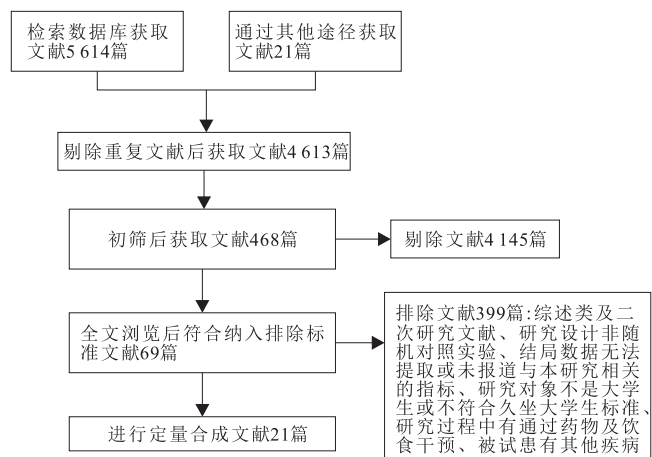 检索数据库获取
文献5 614篇
通过其他途径获取
文献21篇
剔除重复文献后获取文献4 613篇
初筛后获取文献468篇
剔除文献4 145篇
全文浏览后符合纳入排除标
准文献69篇
排除文献399篇:综述类及二
次研究文献、研究设计非随
机对照实验、结局数据无法
提取或未报道与本研究相关
的指标、研究对象不是大学
生或不符合久坐大学生标准、
研究过程中有通过药物及饮
食干预、被试患有其他疾病
进行定量合成文献21篇